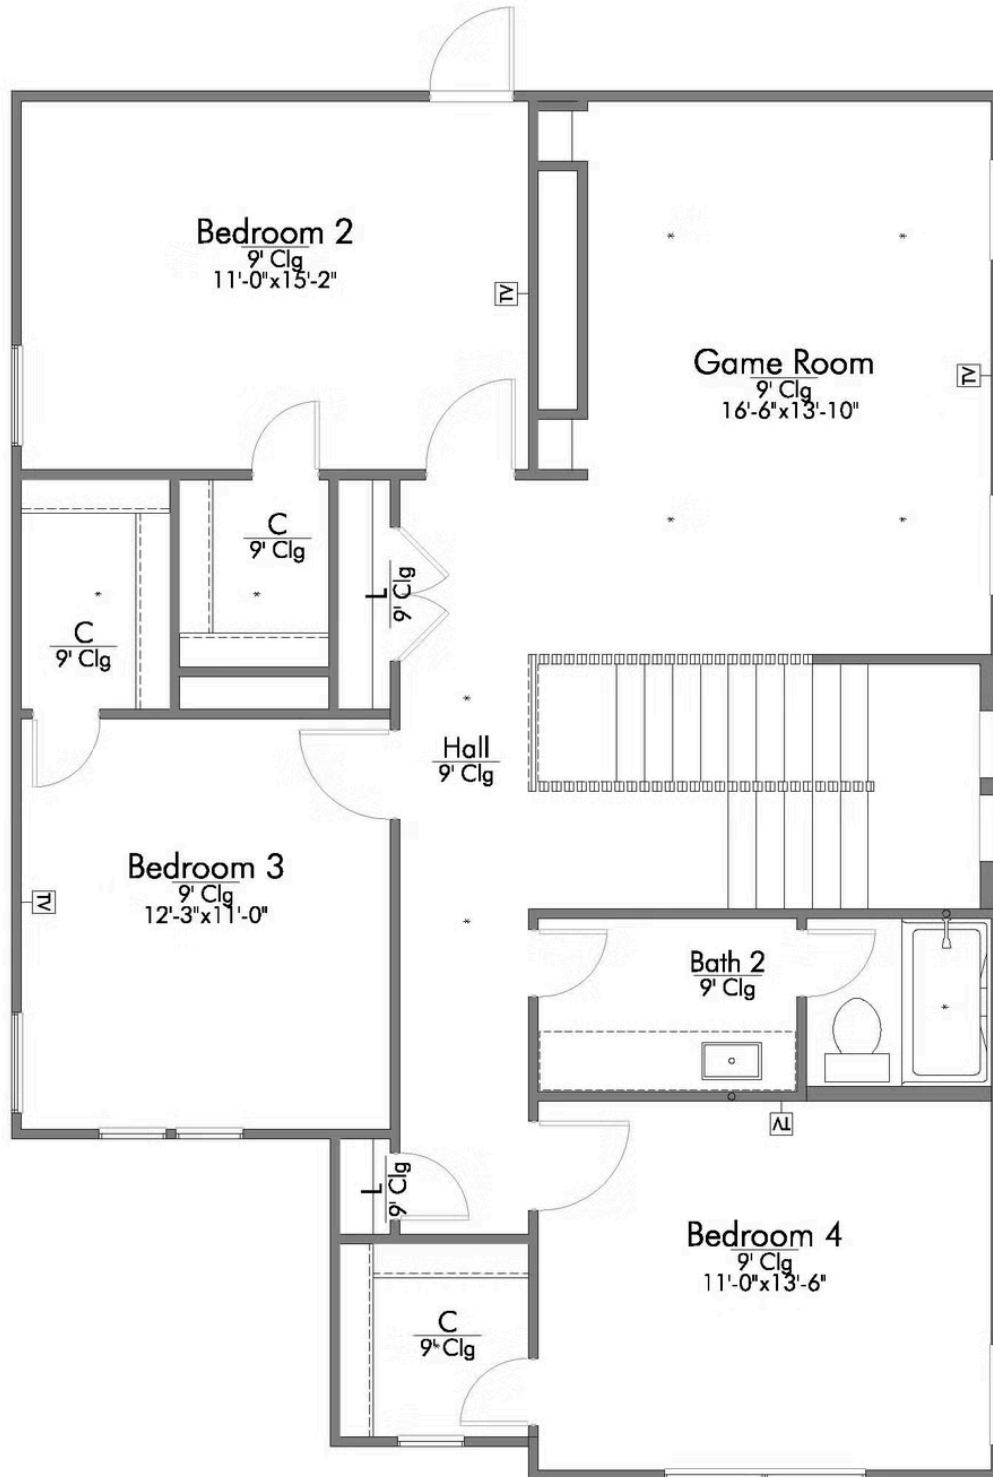 Bedroom 2
9' Clg
11'-0"x15'-2"
TV
Game Room
9' Clg
16'-6"x13'-10"
TV
C
9' Clg
C
9' Clg
L
9' Clg
Hall
9' Clg
Bedroom 3
9' Clg
12'-3"x11'-0"
TV
Bath 2
9' Clg
TV
L
9' Clg
Bedroom 4
9' Clg
11'-0"x13'-6"
C
9' Clg